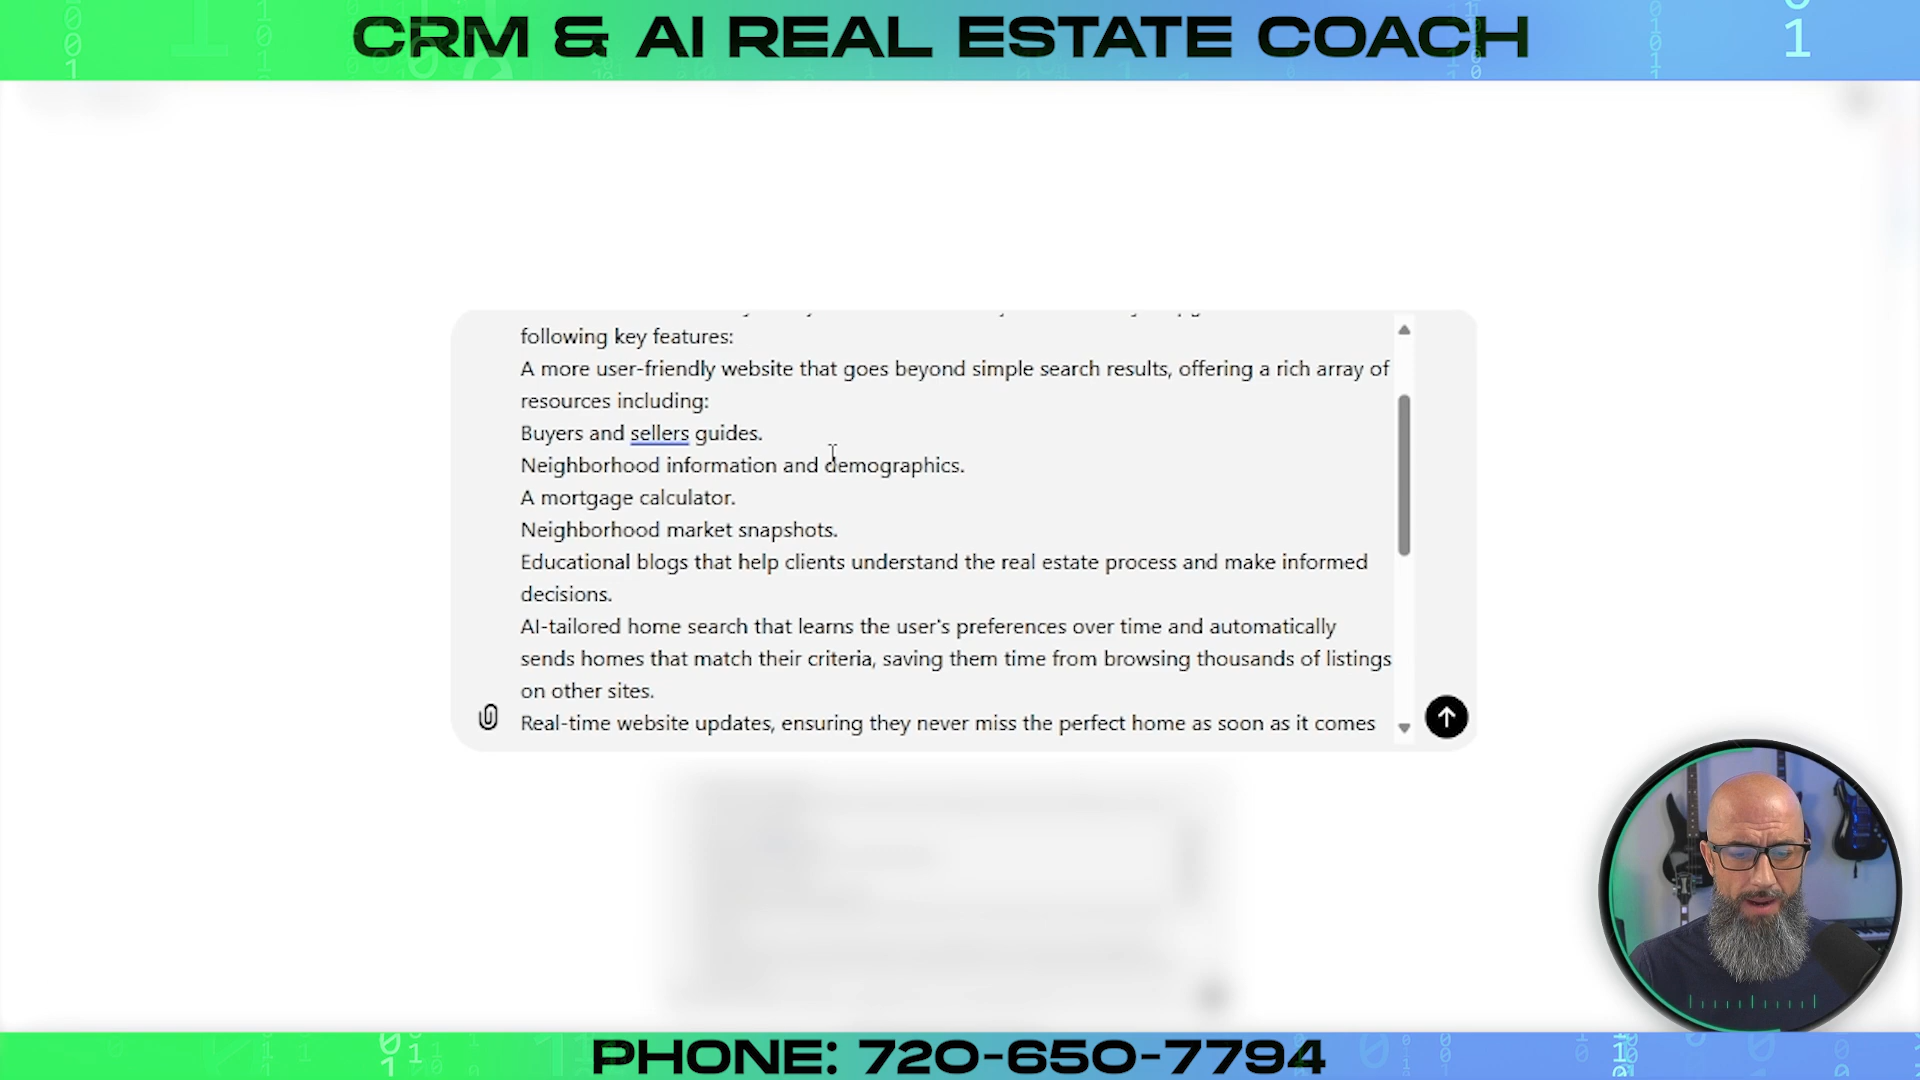 CRM & AI REAL ESTATE COACH
following key features:
A more user-friendly website that goes beyond simple search results, offering a rich array of
resources including:
Buyers and sellers guides.
Neighborhood information and demographics.
A mortgage calculator.
Neighborhood market snapshots.
Educational blogs that help clients understand the real estate process and make informed
decisions.
AI-tailored home search that learns the user's preferences over time and automatically
sends homes that match their criteria, saving them time from browsing thousands of listings
on other sites.
Real-time website updates, ensuring they never miss the perfect home as soon as it comes
PHONE: 720-650-7794